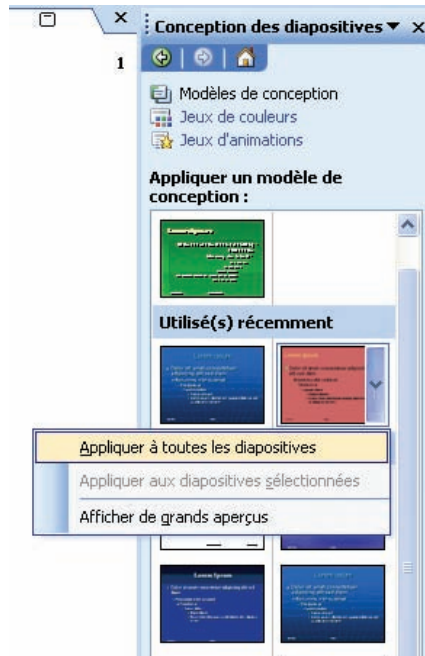 Conception des diapositives
1
Modèles de conception
Jeux de couleurs
Jeux d'animations
Appliquer un modèle de
conception :
Utilisé(s) récemment
Appliquer à toutes les diapositives
Appliquer aux diapositives sélectionnées
Afficher de grands aperçus